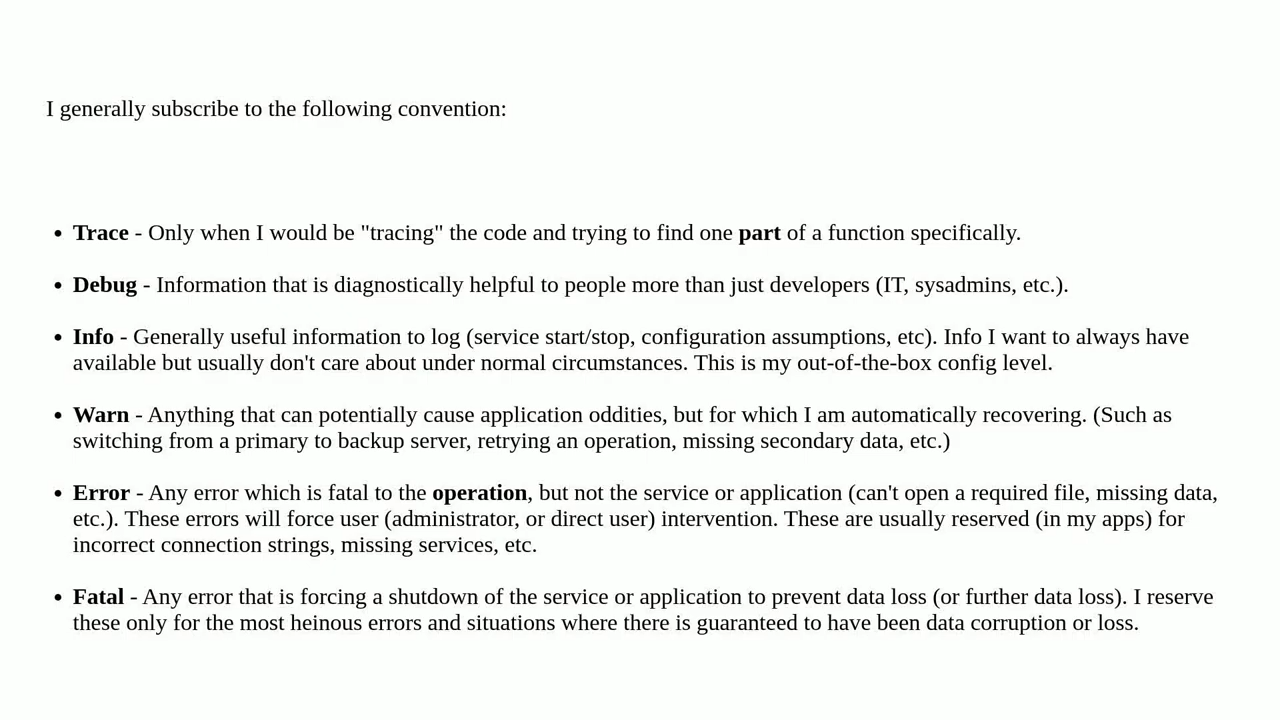 I generally subscribe to the following convention:
• Trace - Only when I would be "tracing" the code and trying to find one part of a function specifically.
• Debug - Information that is diagnostically helpful to people more than just developers (IT, sysadmins, etc.).
• Info - Generally useful information to log (service start/stop, configuration assumptions, etc). Info I want to always have
available but usually don't care about under normal circumstances. This is my out-of-the-box config level.
• Warn - Anything that can potentially cause application oddities, but for which I am automatically recovering. (Such as
switching from a primary to backup server, retrying an operation, missing secondary data, etc.)
• Error - Any error which is fatal to the operation, but not the service or application (can't open a required file, missing data,
etc.). These errors will force user (administrator, or direct user) intervention. These are usually reserved (in my apps) for
incorrect connection strings, missing services, etc.
• Fatal - Any error that is forcing a shutdown of the service or application to prevent data loss (or further data loss). I reserve
these only for the most heinous errors and situations where there is guaranteed to have been data corruption or loss.